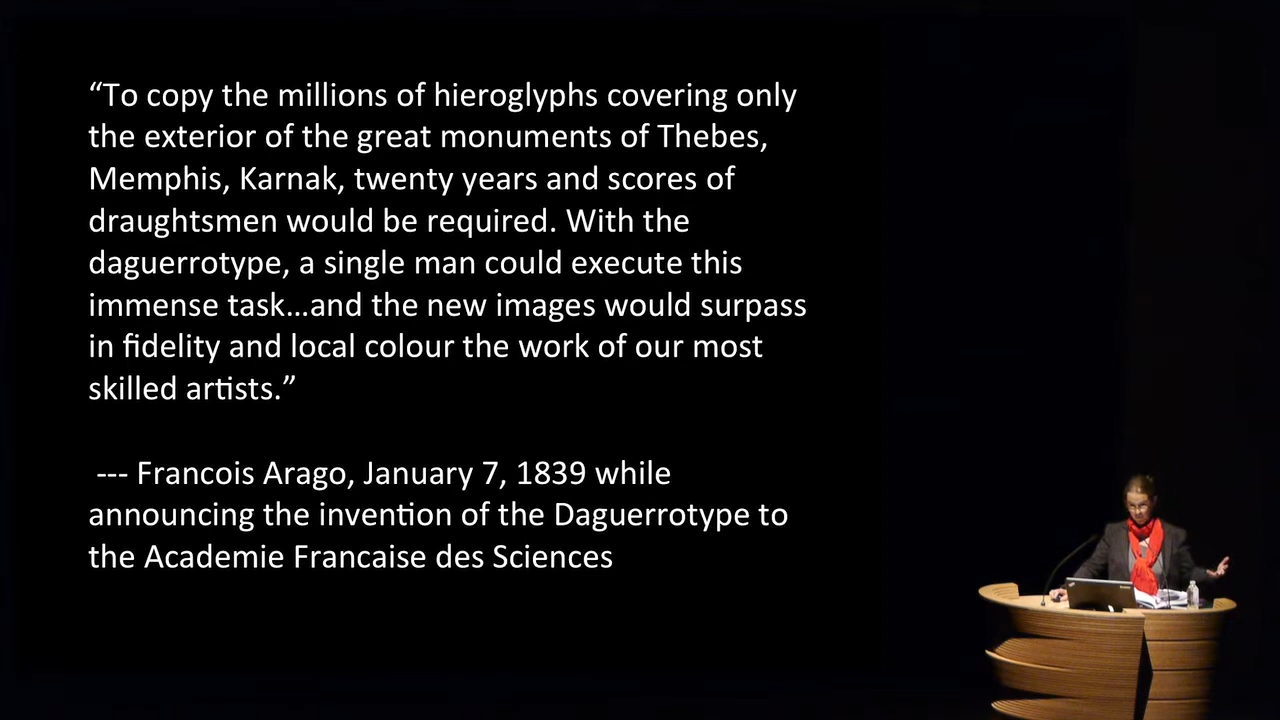 “To copy the millions of hieroglyphs covering only
the exterior of the great monuments of Thebes,
Memphis, Karnak, twenty years and scores of
draughtsmen would be required. With the
daguerrotype, a single man could execute this
immense task…and the new images would surpass
in fidelity and local colour the work of our most
skilled artists.”
--- Francois Arago, January 7, 1839 while
announcing the invention of the Daguerrotype to
the Academie Francaise des Sciences